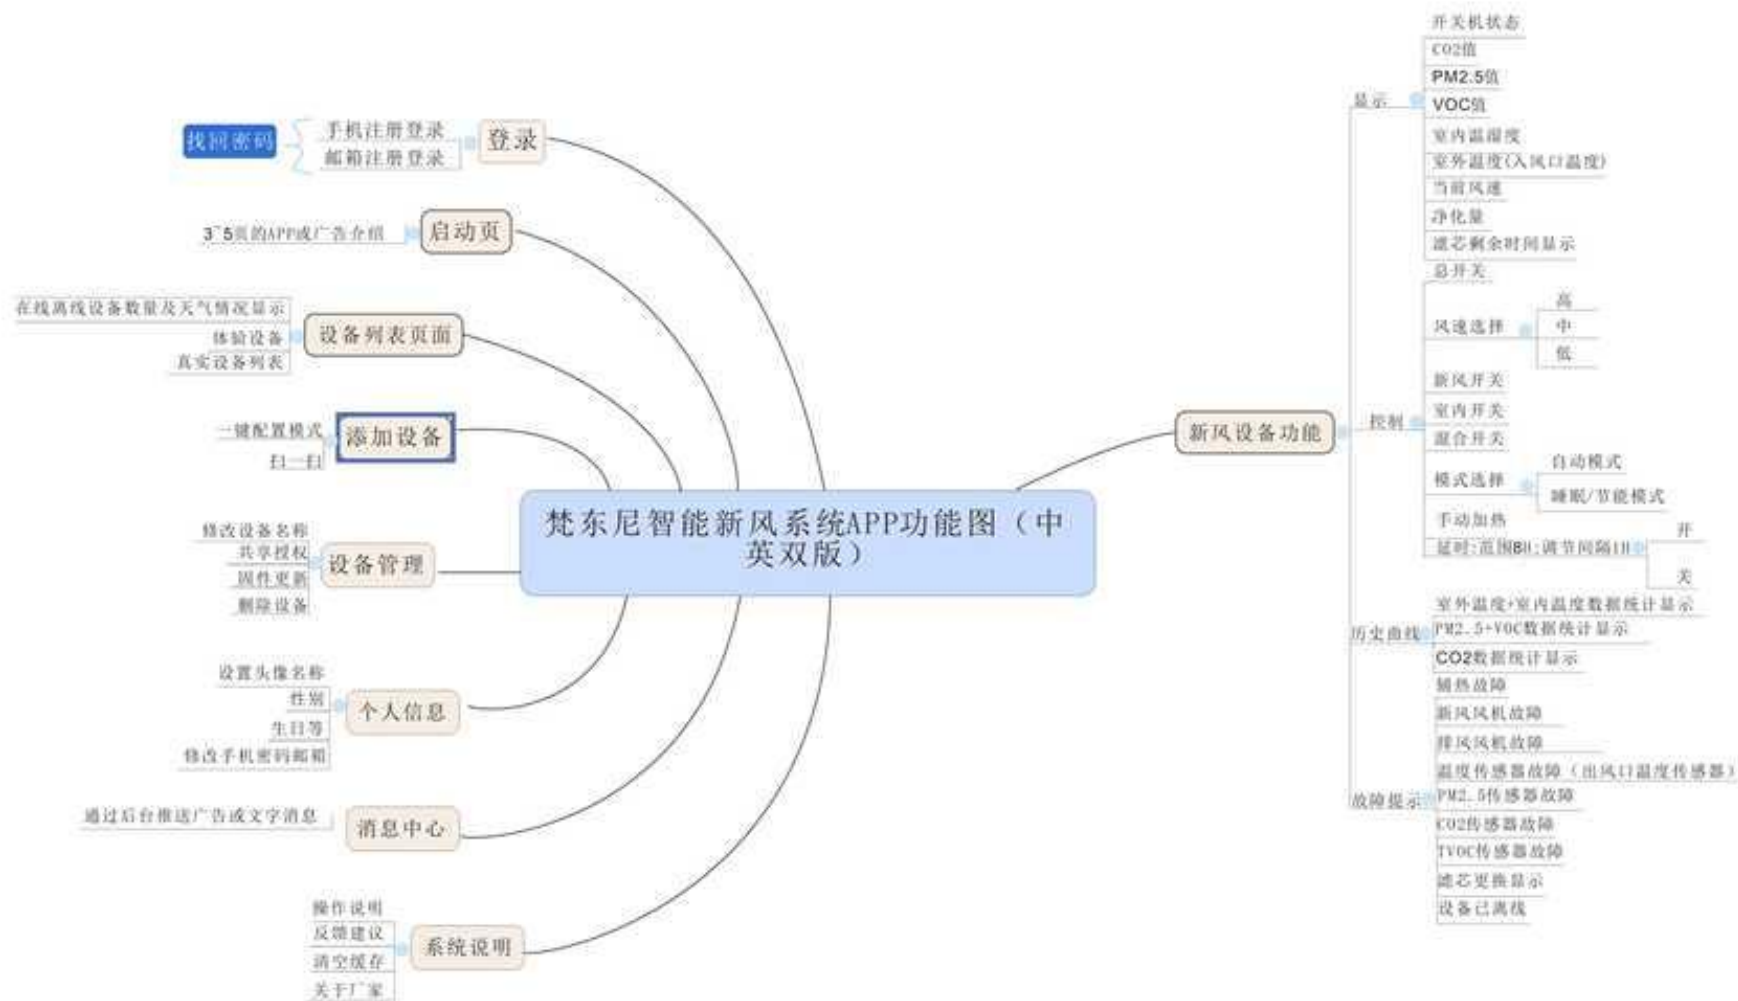 梵东尼智能新风系统APP功能图（中
英双版）
登录
手机注册登录
邮箱注册登录
找回密码
启动页
3~5页的APP或广告介绍
设备列表页面
在线离线设备数量及天气情况显示
体验设备
真实设备列表
添加设备
一键配置模式
扫一扫
设备管理
修改设备名称
共享授权
固件更新
删除设备
个人信息
设置头像名称
性别
生日等
修改手机密码邮箱
消息中心
通过后台推送广告或文字消息
系统说明
操作说明
反馈建议
清空缓存
关于厂家
新风设备功能
显示
开关机状态
CO2值
PM2.5值
VOC值
室内温湿度
室外温度(入风口温度)
当前风速
净化量
滤芯剩余时间显示
控制
总开关
风速选择
高
中
低
新风开关
室内开关
混合开关
模式选择
自动模式
睡眠/节能模式
手动加热
延时:范围8H;调节间隔1H
开
关
历史曲线
室外温度+室内温度数据统计显示
PM2.5+VOC数据统计显示
CO2数据统计显示
故障提示
辅热故障
新风风机故障
排风风机故障
温度传感器故障（出风口温度传感器）
PM2.5传感器故障
CO2传感器故障
TVOC传感器故障
滤芯更换显示
设备已离线